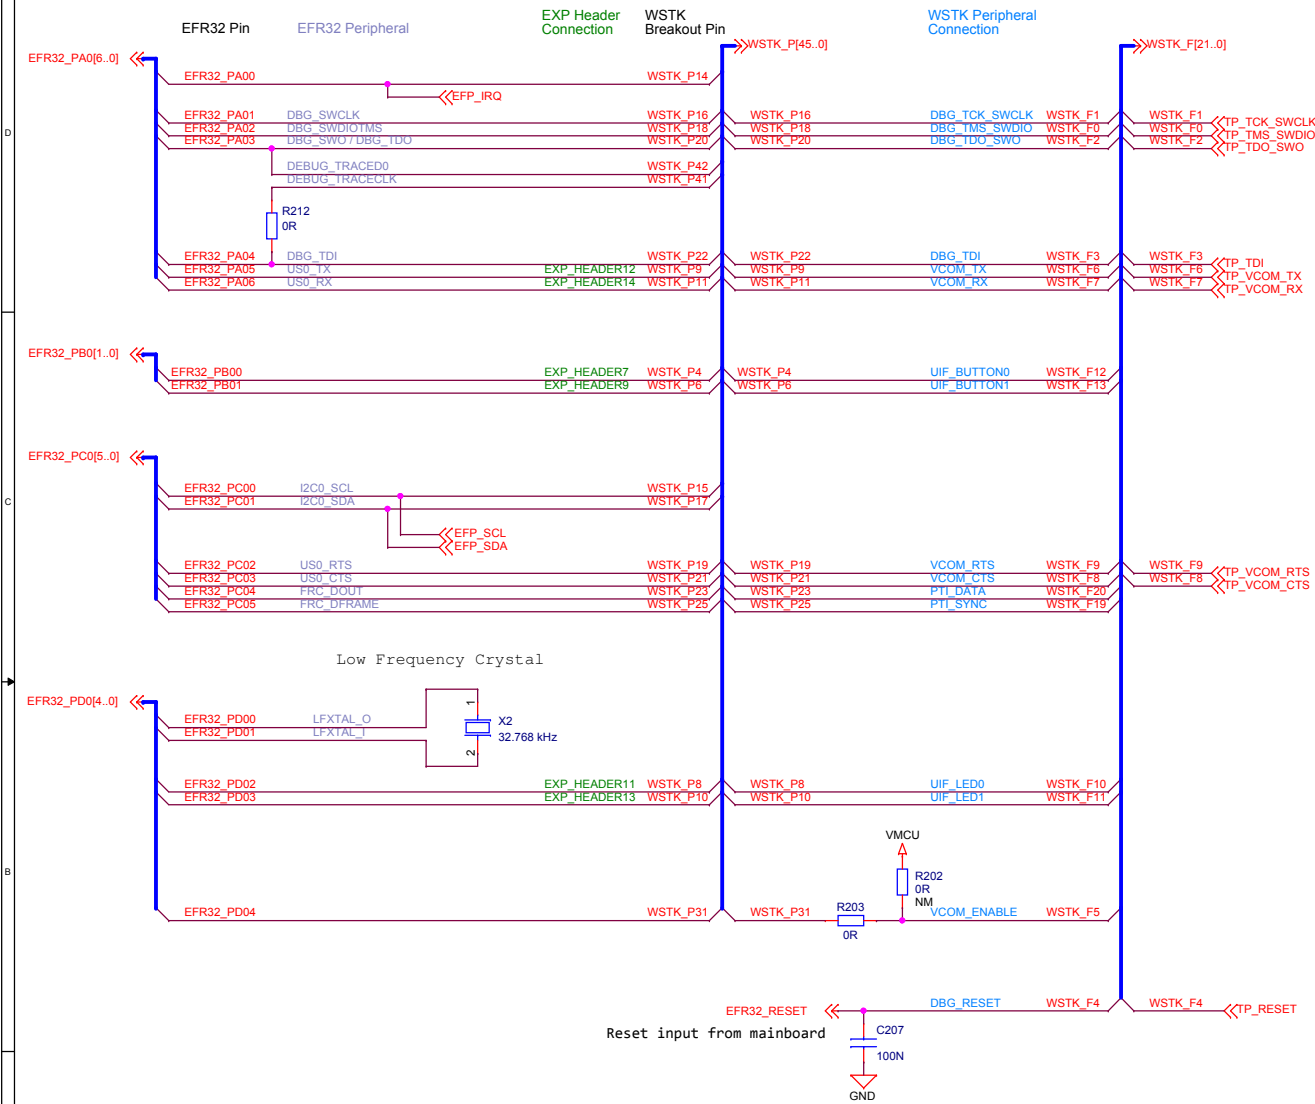 EFR32 Pin EFR32 Peripheral EXP Header Connection WSTK Breakout Pin WSTK Peripheral Connection
EFR32_PA0[6..0] WSTK_P[45..0] WSTK_F[21..0]
EFR32_PA00 WSTK_P14
EFP_IRQ
D
EFR32_PA01 DBG_SWCLK WSTK_P16 WSTK_P16 DBG_TCK_SWCLK WSTK_F1 WSTK_F1 TP_TCK_SWCLK
EFR32_PA02 DBG_SWDIOTMS WSTK_P18 WSTK_P18 DBG_TMS_SWDIO WSTK_F0 WSTK_F0 TP_TMS_SWDIO
EFR32_PA03 DBG_SWO / DBG_TDO WSTK_P20 WSTK_P20 DBG_TDO_SWO WSTK_F2 WSTK_F2 TP_TDO_SWO
DEBUG_TRACED0 WSTK_P42
DEBUG_TRACECLK WSTK_P41
R212
0R
EFR32_PA04 DBG_TDI WSTK_P22 WSTK_P22 DBG_TDI WSTK_F3 WSTK_F3 TP_TDI
EFR32_PA05 US0_TX EXP_HEADER12 WSTK_P9 WSTK_P9 VCOM_TX WSTK_F6 WSTK_F6 TP_VCOM_TX
EFR32_PA06 US0_RX EXP_HEADER14 WSTK_P11 WSTK_P11 VCOM_RX WSTK_F7 WSTK_F7 TP_VCOM_RX
EFR32_PB0[1..0]
EFR32_PB00 EXP_HEADER7 WSTK_P4 WSTK_P4 UIF_BUTTON0 WSTK_F12
EFR32_PB01 EXP_HEADER9 WSTK_P6 WSTK_P6 UIF_BUTTON1 WSTK_F13
EFR32_PC0[5..0]
EFR32_PC00 I2C0_SCL WSTK_P15
C
EFR32_PC01 I2C0_SDA WSTK_P17
EFP_SCL
EFP_SDA
EFR32_PC02 US0_RTS WSTK_P19 WSTK_P19 VCOM_RTS WSTK_F9 WSTK_F9 TP_VCOM_RTS
EFR32_PC03 US0_CTS WSTK_P21 WSTK_P21 VCOM_CTS WSTK_F8 WSTK_F8 TP_VCOM_CTS
EFR32_PC04 FRC_DOUT WSTK_P23 WSTK_P23 PTI_DATA WSTK_F20
EFR32_PC05 FRC_DFRAME WSTK_P25 WSTK_P25 PTI_SYNC WSTK_F19
Low Frequency Crystal
EFR32_PD0[4..0]
1
EFR32_PD00 LFXTAL_O X2
EFR32_PD01 LFXTAL_I 32.768 kHz
2
EFR32_PD02 EXP_HEADER11 WSTK_P8 WSTK_P8 UIF_LED0 WSTK_F10
EFR32_PD03 EXP_HEADER13 WSTK_P10 WSTK_P10 UIF_LED1 WSTK_F11
VMCU
B
R202
0R
NM
EFR32_PD04 WSTK_P31 WSTK_P31 R203 VCOM_ENABLE WSTK_F5
0R
EFR32_RESET DBG_RESET WSTK_F4 WSTK_F4 TP_RESET
Reset input from mainboard
C207
100N
GND